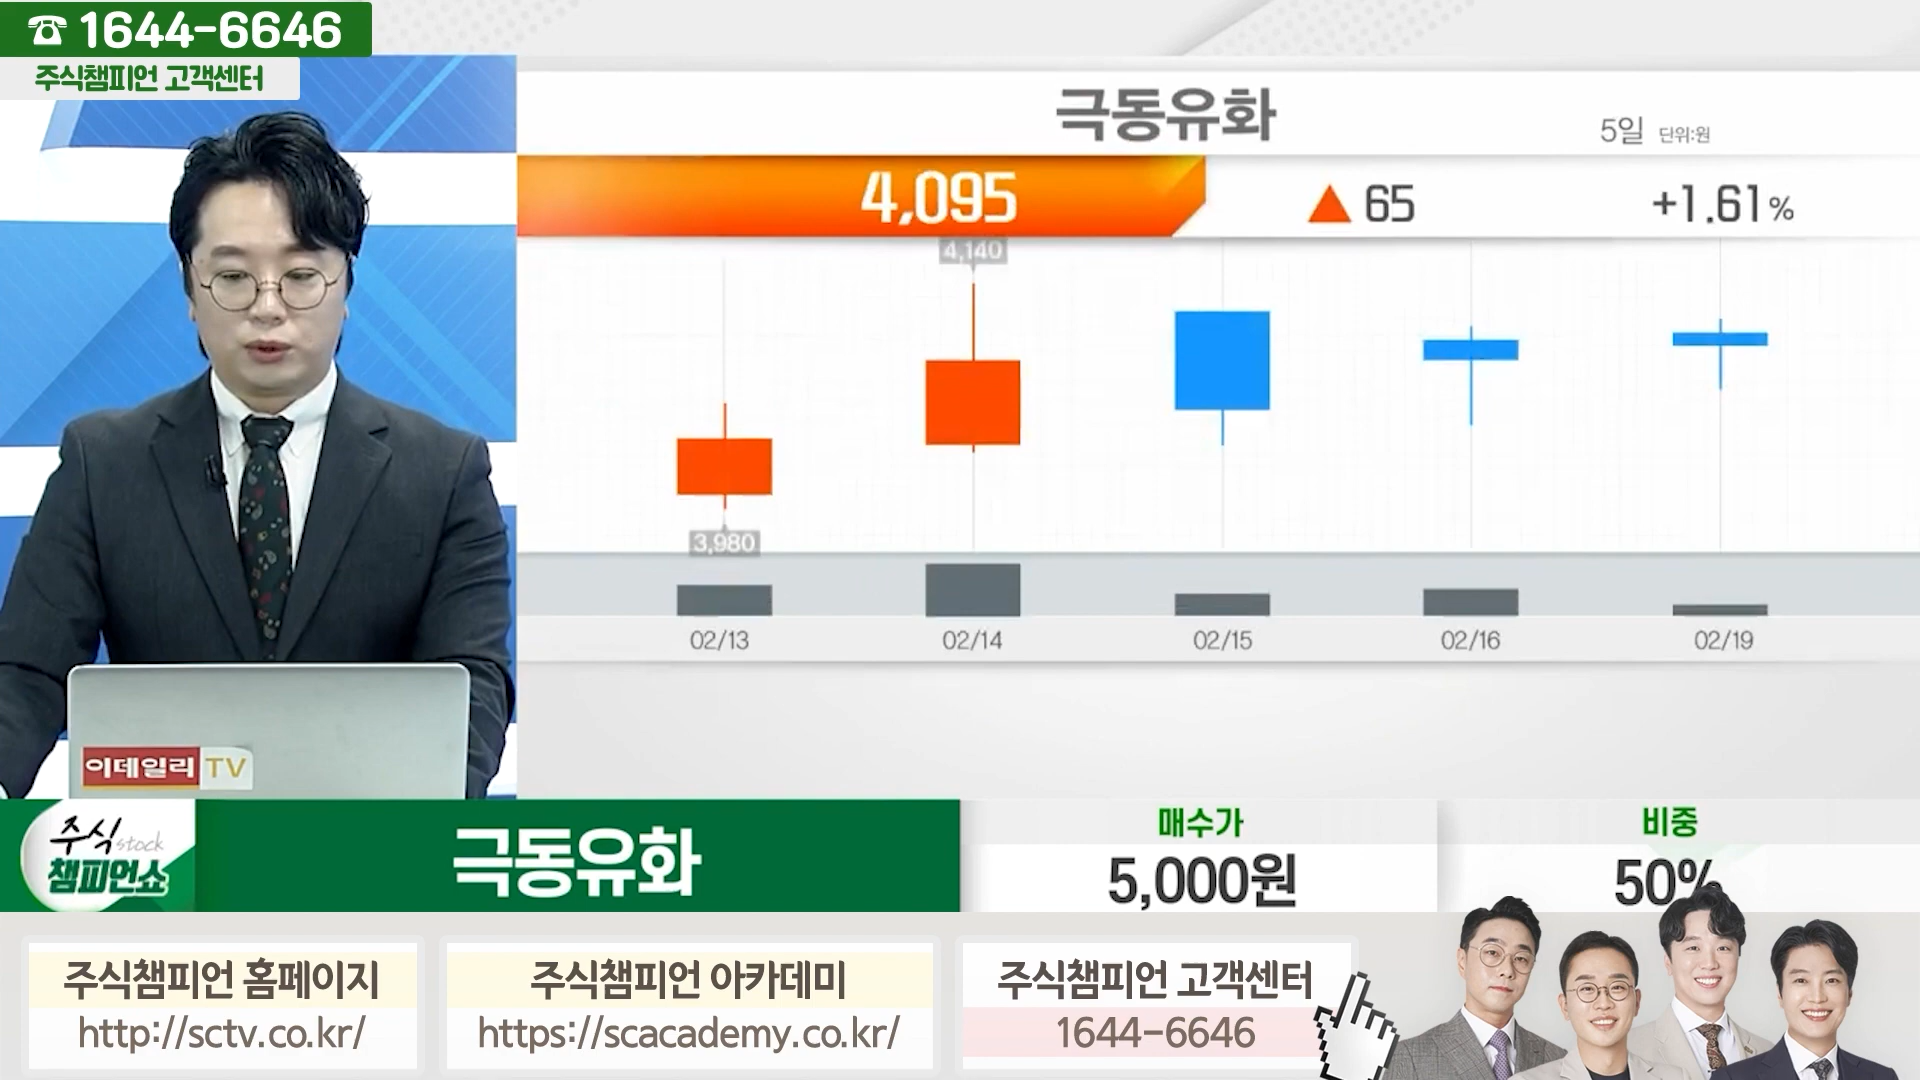 ☎ 1644-6646
주식챔피언 고객센터
극동유화
5일 단위:원
4,095 ▲ 65 +1.61%
4,140
3,980
02/13 02/14 02/15 02/16 02/19
이데일리 TV
주식 stock
챔피언쇼
극동유화
매수가
5,000원
비중
50%
주식챔피언 홈페이지
http://sctv.co.kr/
주식챔피언 아카데미
https://scacademy.co.kr/
주식챔피언 고객센터
1644-6646